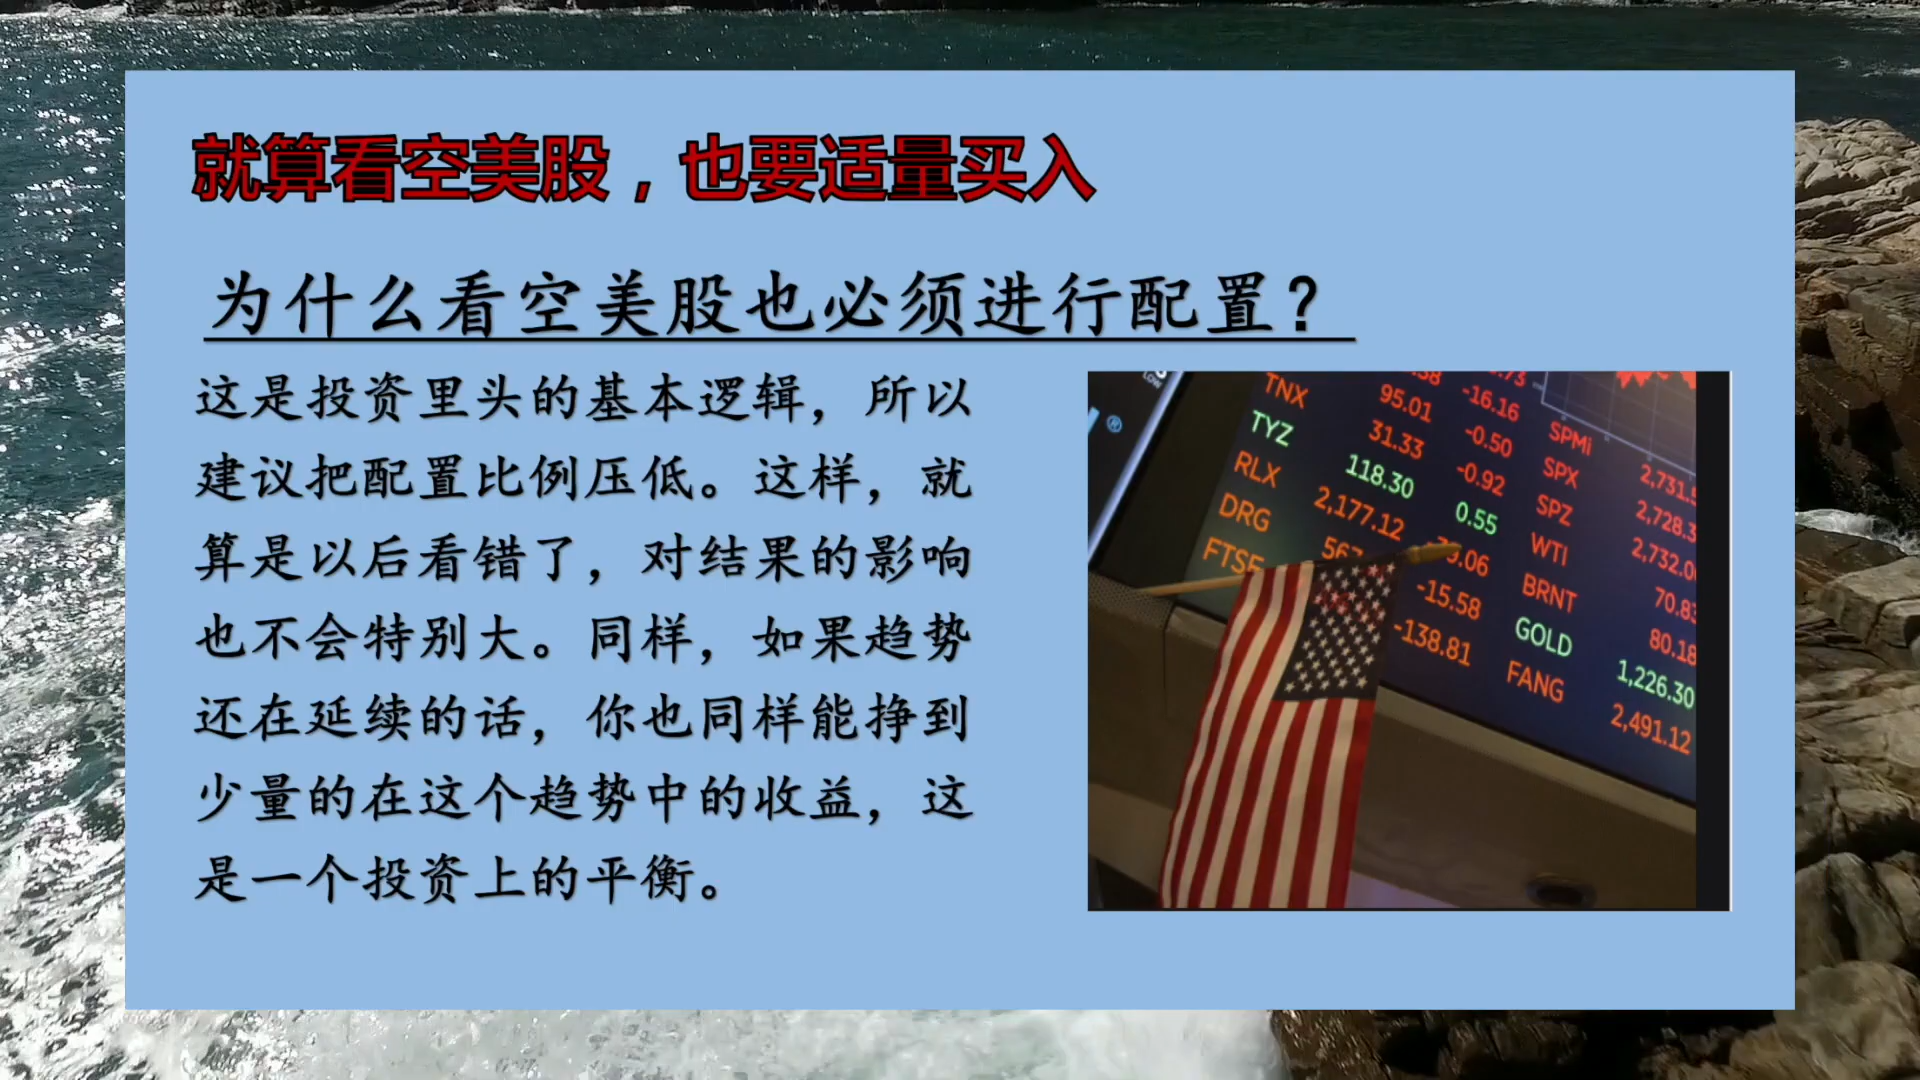 就算看空美股，也要适量买入
为什么看空美股也必须进行配置？
这是投资里头的基本逻辑，所以
建议把配置比例压低。这样，就
算是以后看错了，对结果的影响
也不会特别大。同样，如果趋势
还在延续的话，你也同样能挣到
少量的在这个趋势中的收益，这
是一个投资上的平衡。
LOW
®
TNX 95.01 -16.16
TYZ 31.33 -0.50
RLX 118.30 -0.92
DRG 2,177.12 0.55
FTSE
-15.58
-138.81
SPMi
SPX 2,731.
SPZ 2,728.3
WTI 2,732.0
BRNT 70.83
GOLD 80.18
FANG 1,226.30
2,491.12